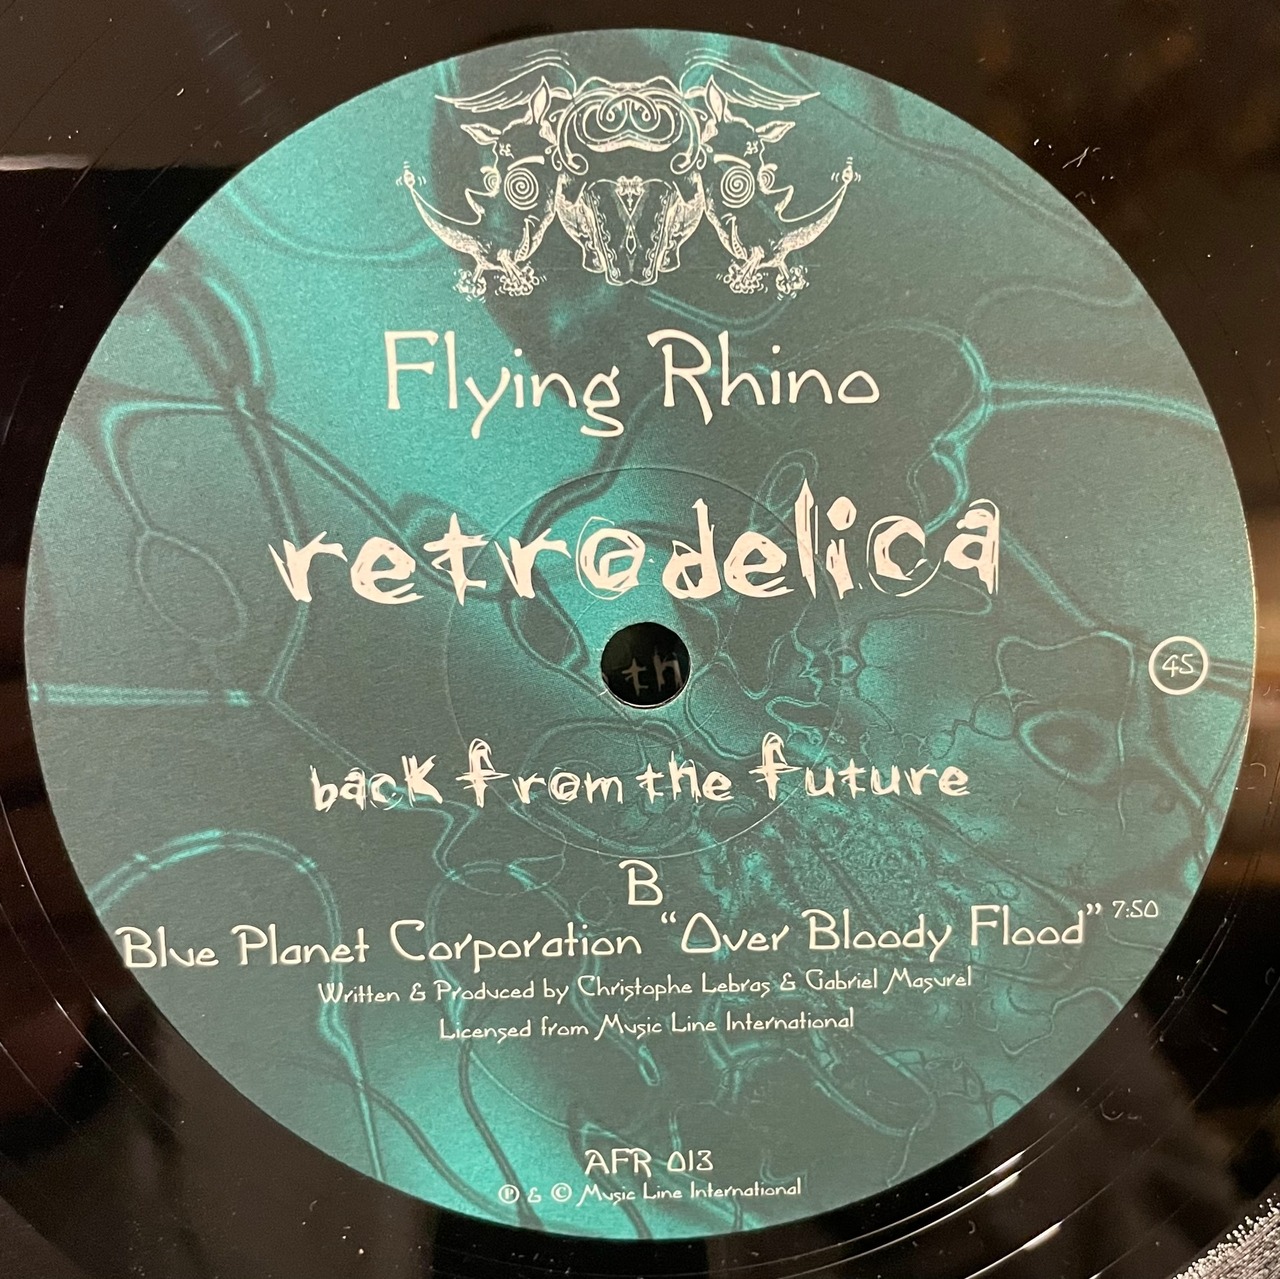 Flying Rhino
retrodelica
45
th
back from the future
B
Blue Planet Corporation “Over Bloody Flood” 7:50
Written & Produced by Christophe Lebras & Gabriel Masurel
Licensed from Music Line International
AFR 013
℗ & © Music Line International